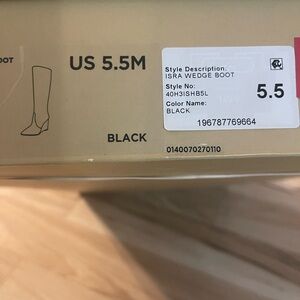 OOT
US 5.5M
BLACK
Style Description:
ISRA WEDGE BOOT
Style No:
40H3ISHB5L
Color Name:
BLACK
5.5
196787769664
0140070270110